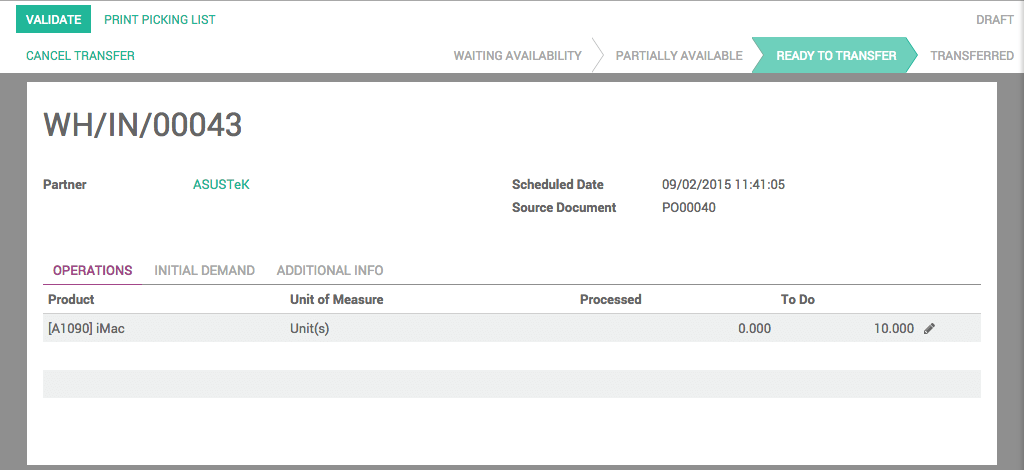 VALIDATE PRINT PICKING LIST DRAFT
CANCEL TRANSFER WAITING AVAILABILITY PARTIALLY AVAILABLE READY TO TRANSFER TRANSFERRED
WH/IN/00043
Partner ASUSTeK Scheduled Date 09/02/2015 11:41:05
Source Document PO00040
OPERATIONS INITIAL DEMAND ADDITIONAL INFO
Product Unit of Measure Processed To Do
[A1090] iMac Unit(s) 0.000 10.000